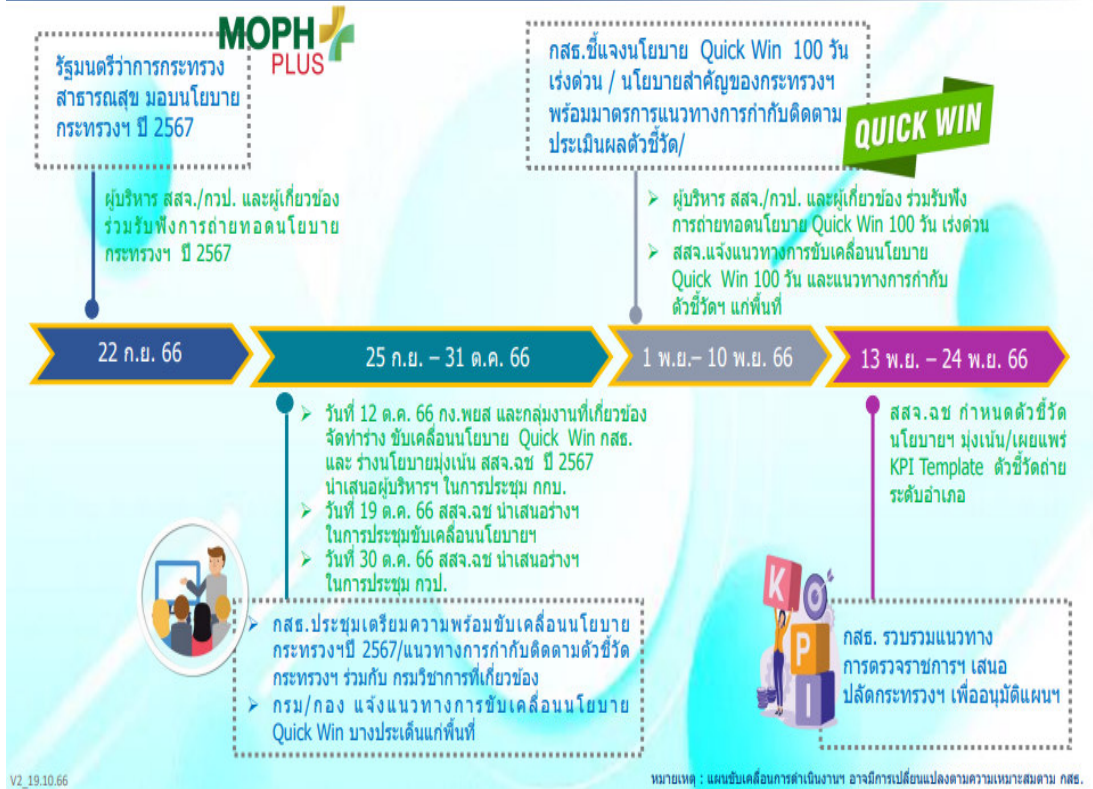 MOPH
PLUS
รัฐมนตรีว่าการกระทรวง
สาธารณสุข มอบนโยบาย
กระทรวงฯ ปี 2567
ผู้บริหาร สสจ./กวป. และผู้เกี่ยวข้อง
ร่วมรับฟังการถ่ายทอดนโยบาย
กระทรวงฯ ปี 2567
กสธ.ชี้แจงนโยบาย Quick Win 100 วัน
เร่งด่วน / นโยบายสำคัญของกระทรวงฯ
พร้อมมาตรการแนวทางการกำกับติดตาม
ประเมินผลตัวชี้วัด/
QUICK WIN
➢ ผู้บริหาร สสจ./กวป. และผู้เกี่ยวข้อง ร่วมรับฟัง
การถ่ายทอดนโยบาย Quick Win 100 วัน เร่งด่วน
➢ สสจ.แจ้งแนวทางการขับเคลื่อนนโยบาย
Quick Win 100 วัน และแนวทางการกำกับ
ตัวชี้วัดฯ แก่พื้นที่
22 ก.ย. 66
25 ก.ย. – 31 ต.ค. 66
1 พ.ย.– 10 พ.ย. 66
13 พ.ย. – 24 พ.ย. 66
➢ วันที่ 12 ต.ค. 66 กง.พยส และกลุ่มงานที่เกี่ยวข้อง
จัดทำร่าง ขับเคลื่อนนโยบาย Quick Win กสธ.
และ ร่างนโยบายมุ่งเน้น สสจ.ฉช ปี 2567
นำเสนอผู้บริหารฯ ในการประชุม กกบ.
➢ วันที่ 19 ต.ค. 66 สสจ.ฉช นำเสนอร่างฯ
ในการประชุมขับเคลื่อนนโยบายฯ
➢ วันที่ 30 ต.ค. 66 สสจ.ฉช นำเสนอร่างฯ
ในการประชุม กวป.
➢ กสธ.ประชุมเตรียมความพร้อมขับเคลื่อนนโยบาย
กระทรวงฯปี 2567/แนวทางการกำกับติดตามตัวชี้วัด
กระทรวงฯ ร่วมกับ กรมวิชาการที่เกี่ยวข้อง
➢ กรม/กอง แจ้งแนวทางการขับเคลื่อนนโยบาย
Quick Win บางประเด็นแก่พื้นที่
สสจ.ฉช กำหนดตัวชี้วัด
นโยบายฯ มุ่งเน้น/เผยแพร่
KPI Template ตัวชี้วัดถ่าย
ระดับอำเภอ
K
P
I
กสธ. รวบรวมแนวทาง
การตรวจราชการฯ เสนอ
ปลัดกระทรวงฯ เพื่ออนุมัติแผนฯ
V2_19.10.66
หมายเหตุ : แผนขับเคลื่อนการดำเนินงานฯ อาจมีการเปลี่ยนแปลงตามความเหมาะสมตาม กสธ.